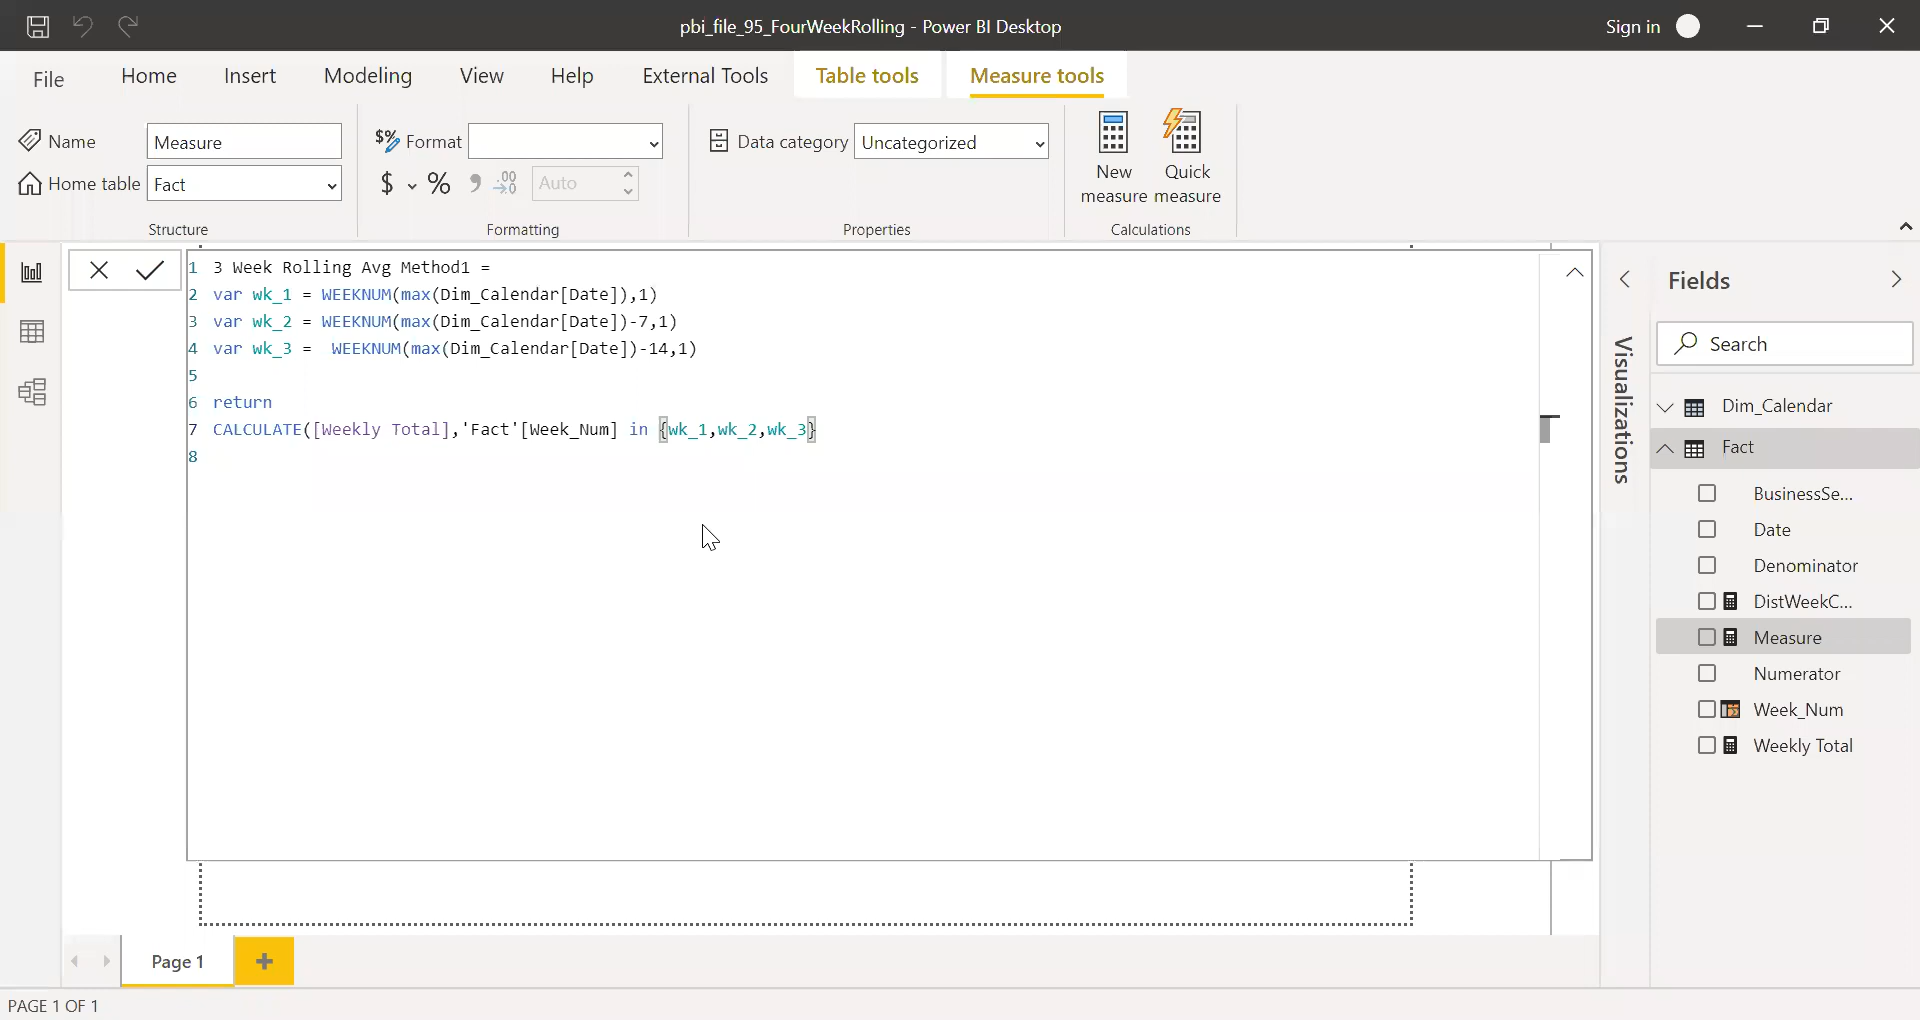 pbi_file_95_FourWeekRolling - Power BI Desktop
Sign in
File Home Insert Modeling View Help External Tools Table tools Measure tools
Name Measure
Home table Fact
Structure
$% Format
$ % 9 .00 Auto
Formatting
Data category Uncategorized
Properties
New measure
Quick measure
Calculations
1 3 Week Rolling Avg Method1 =
2 var wk_1 = WEEKNUM(max(Dim_Calendar[Date]),1)
3 var wk_2 = WEEKNUM(max(Dim_Calendar[Date])-7,1)
4 var wk_3 =  WEEKNUM(max(Dim_Calendar[Date])-14,1)
5
6 return
7 CALCULATE([Weekly Total],'Fact'[Week_Num] in {wk_1,wk_2,wk_3}
8
Visualizations
Fields
Search
Dim_Calendar
Fact
BusinessSe...
Date
Denominator
DistWeekC...
Measure
Numerator
Week_Num
Weekly Total
Page 1
PAGE 1 OF 1